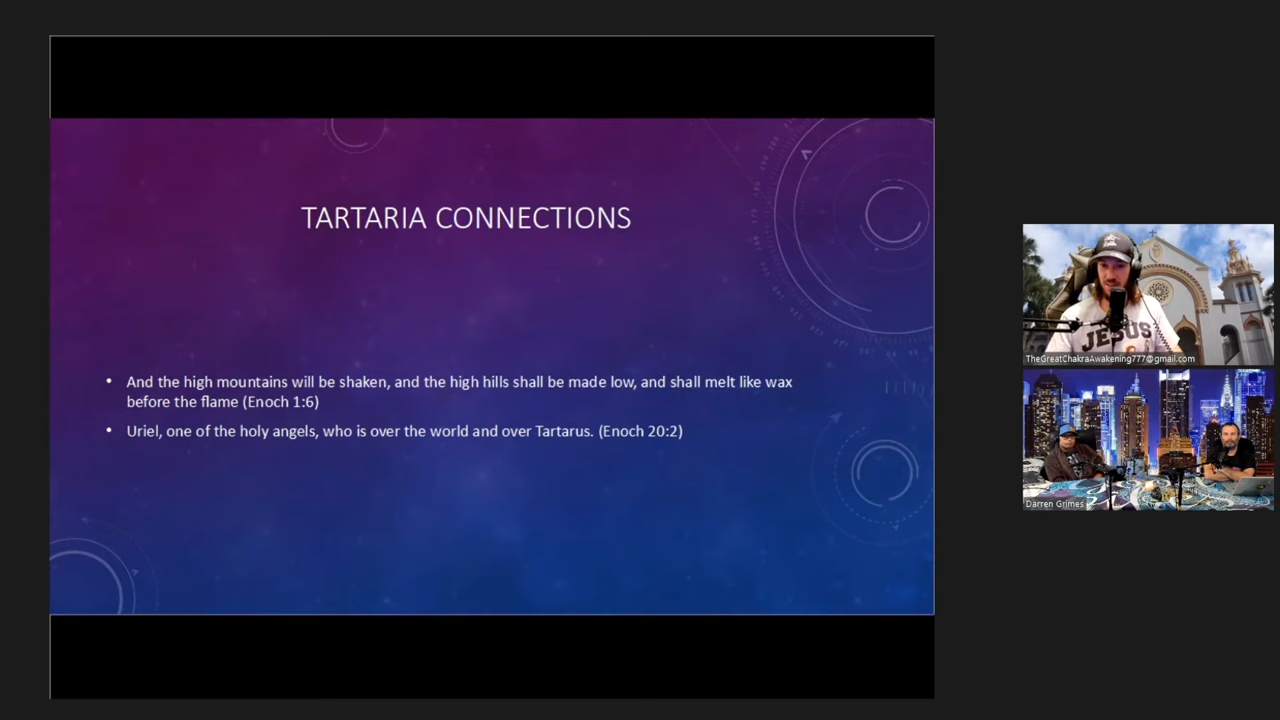 TARTARIA CONNECTIONS
• And the high mountains will be shaken, and the high hills shall be made low, and shall melt like wax
before the flame (Enoch 1:6)
• Uriel, one of the holy angels, who is over the world and over Tartarus. (Enoch 20:2)
JESUS
TheGreatChakraAwakening777@gmail.com
Darren Grimes